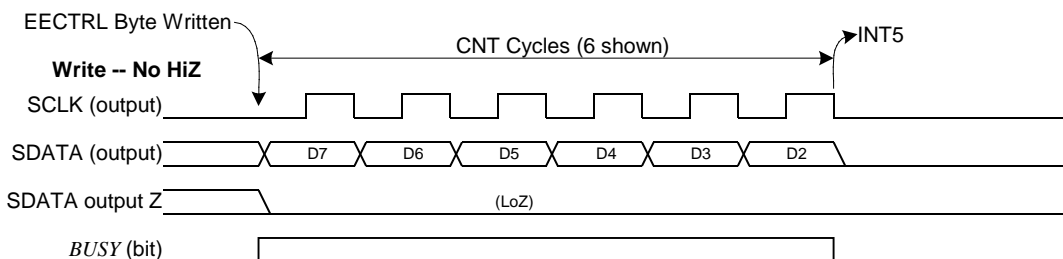 EECTRL Byte Written
INT5
CNT Cycles (6 shown)
Write -- No HiZ
SCLK (output)
SDATA (output) D7 D6 D5 D4 D3 D2
SDATA output Z (LoZ)
BUSY (bit)